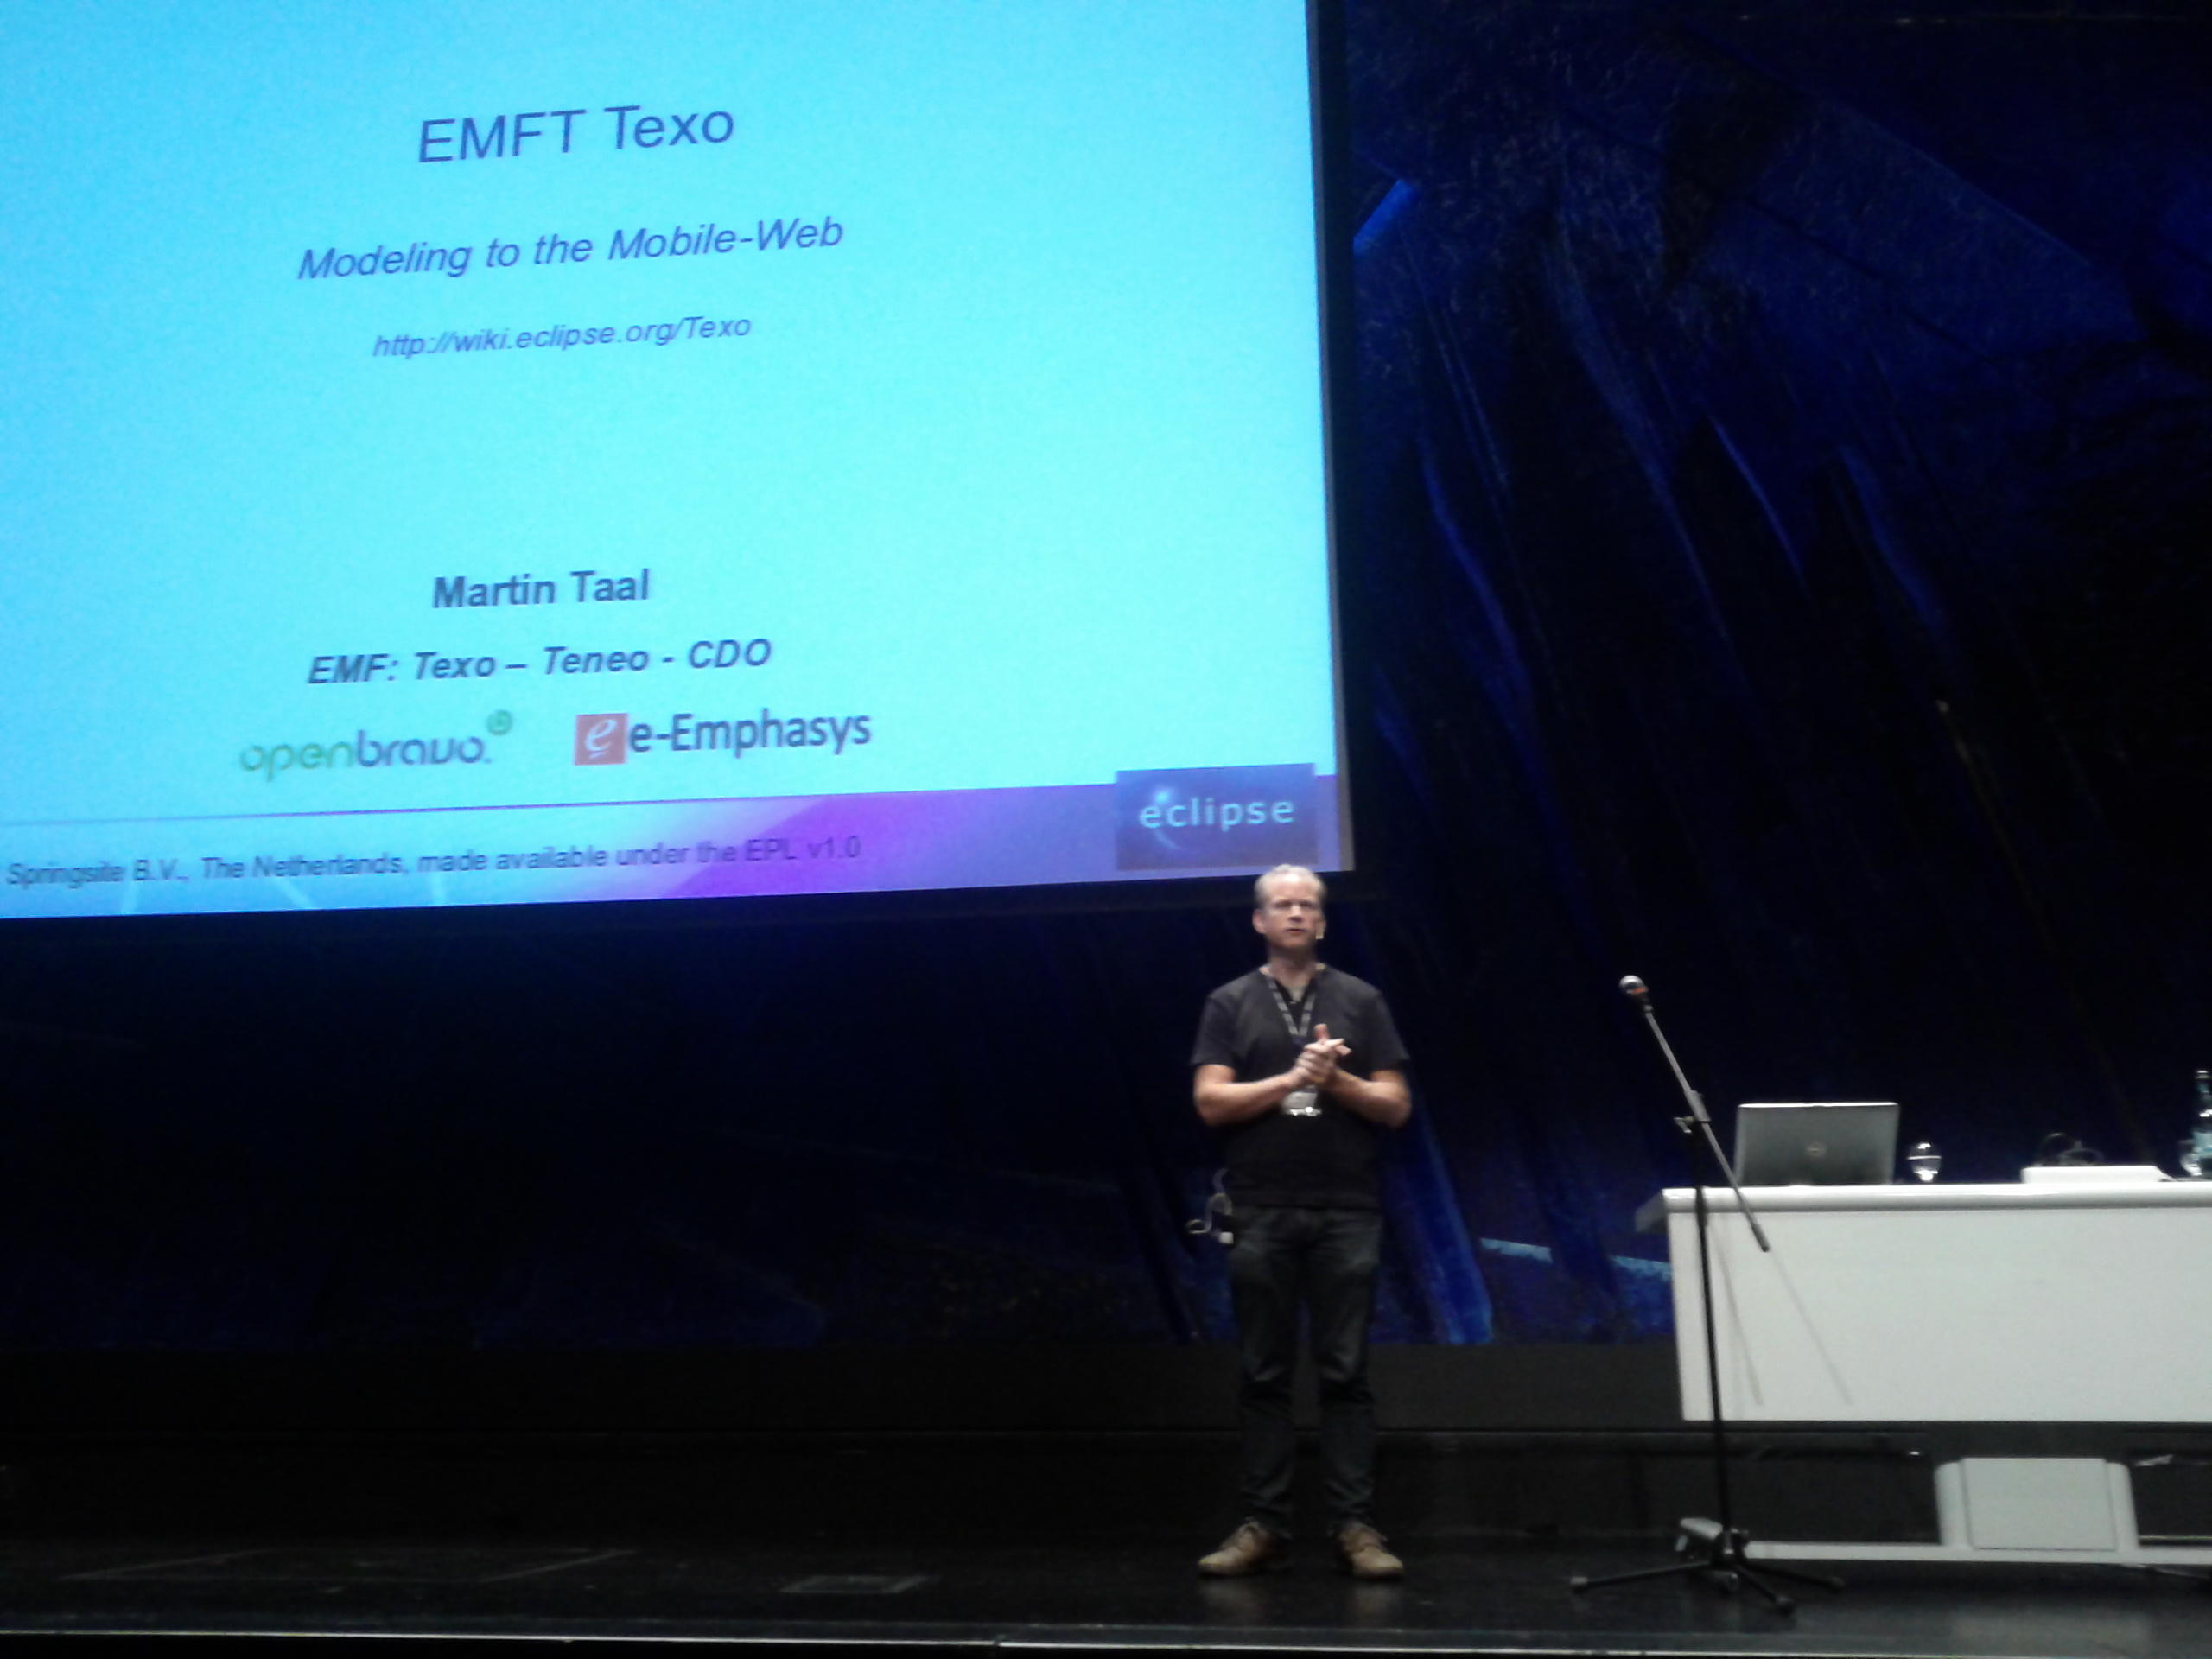 EMFT Texo
Modeling to the Mobile-Web
http://wiki.eclipse.org/Texo
Martin Taal
EMF: Texo – Teneo - CDO
openbravo.
e e-Emphasys
eclipse
Springsite B.V., The Netherlands, made available under the EPL v1.0